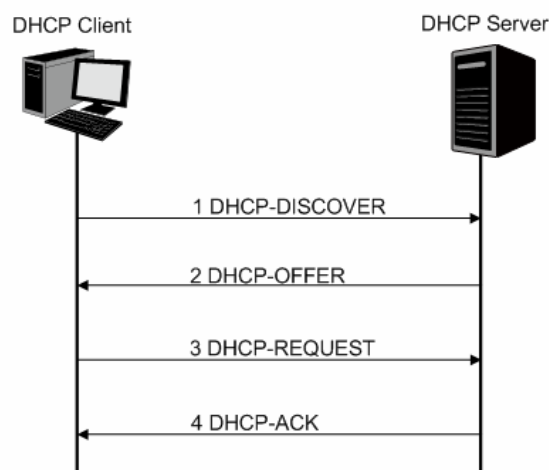 DHCP Client
DHCP Server
1 DHCP-DISCOVER
2 DHCP-OFFER
3 DHCP-REQUEST
4 DHCP-ACK